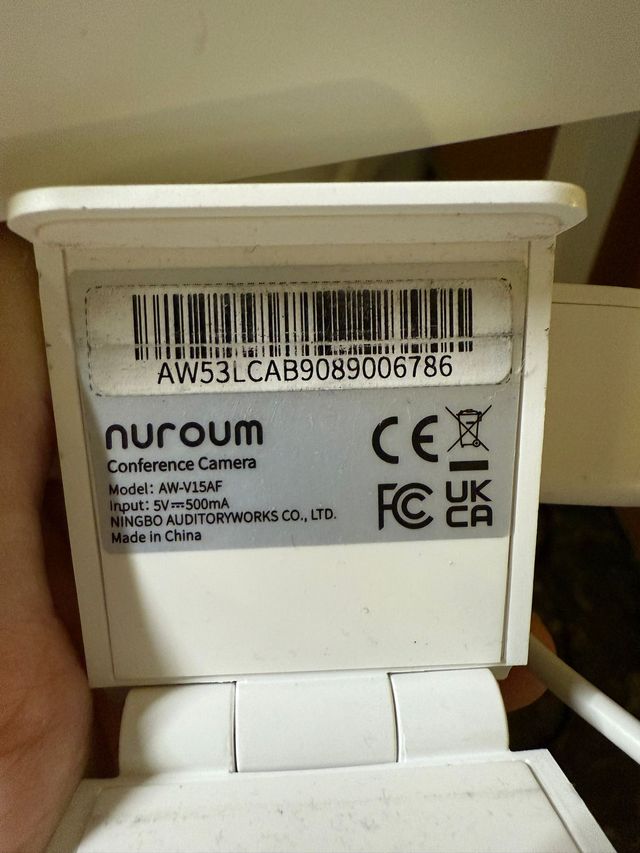 AW53LCAB9089006786
nuroum
Conference Camera
Model: AW-V15AF
Input: 5V⎓500mA
NINGBO AUDITORYWORKS CO., LTD.
Made in China
CE
FC
UK
CA